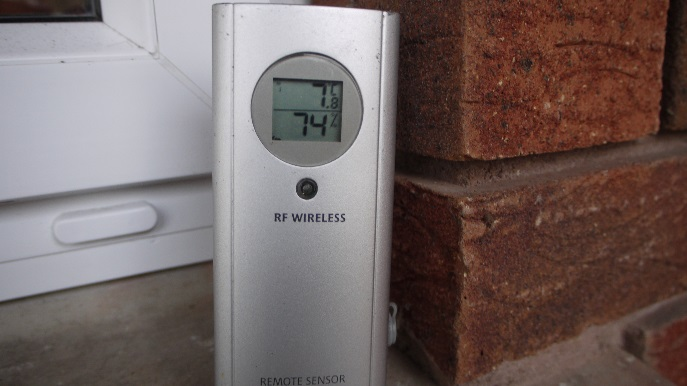 7.8 C
74 %
RF WIRELESS
REMOTE SENSOR